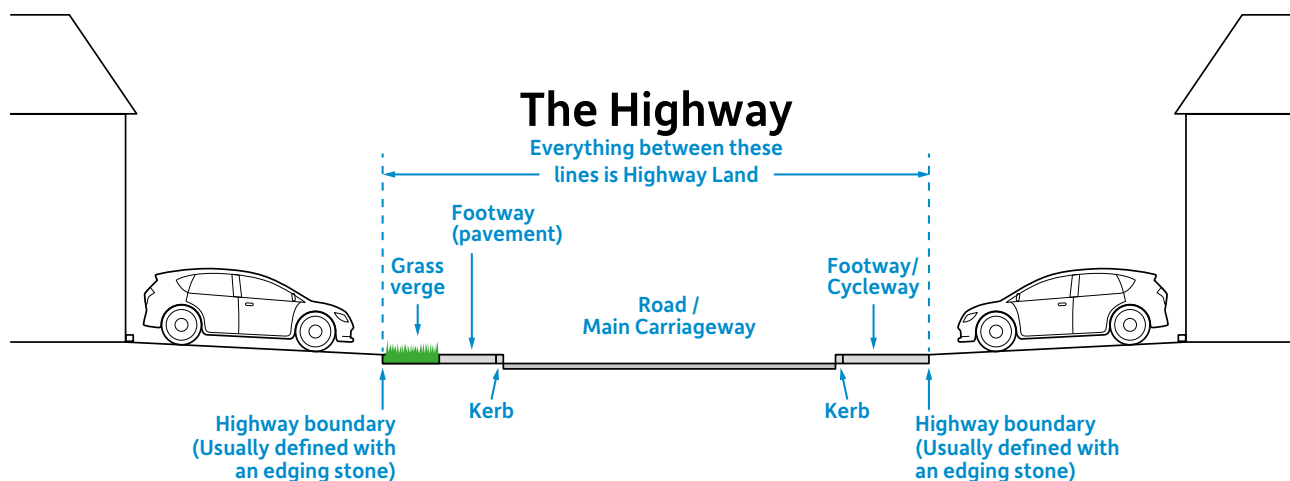 The Highway
Everything between these
lines is Highway Land
Footway
(pavement)
Grass
verge
Road /
Main Carriageway
Footway/
Cycleway
Kerb
Kerb
Highway boundary
(Usually defined with
an edging stone)
Highway boundary
(Usually defined with
an edging stone)